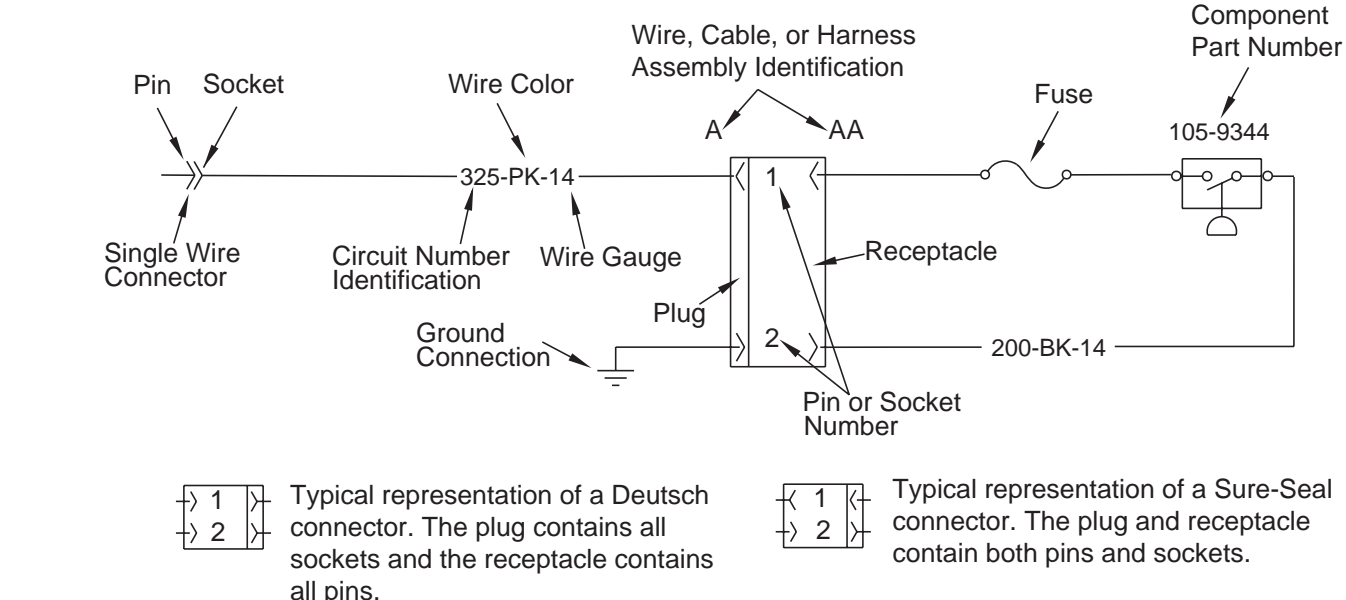 Component
Part Number
Wire, Cable, or Harness
Assembly Identification
Pin
Socket
Wire Color
Fuse
A
AA
105-9344
325-PK-14
1
Single Wire
Connector
Circuit Number
Identification
Wire Gauge
Receptacle
Plug
Ground
Connection
2
200-BK-14
Pin or Socket
Number
1
2
Typical representation of a Deutsch
connector. The plug contains all
sockets and the receptacle contains
all pins.
1
2
Typical representation of a Sure-Seal
connector. The plug and receptacle
contain both pins and sockets.